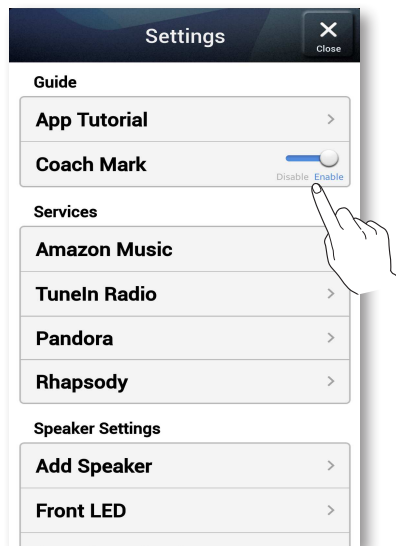 Settings
Close
Guide
App Tutorial
Coach Mark
Disable Enable
Services
Amazon Music
TuneIn Radio
Pandora
Rhapsody
Speaker Settings
Add Speaker
Front LED